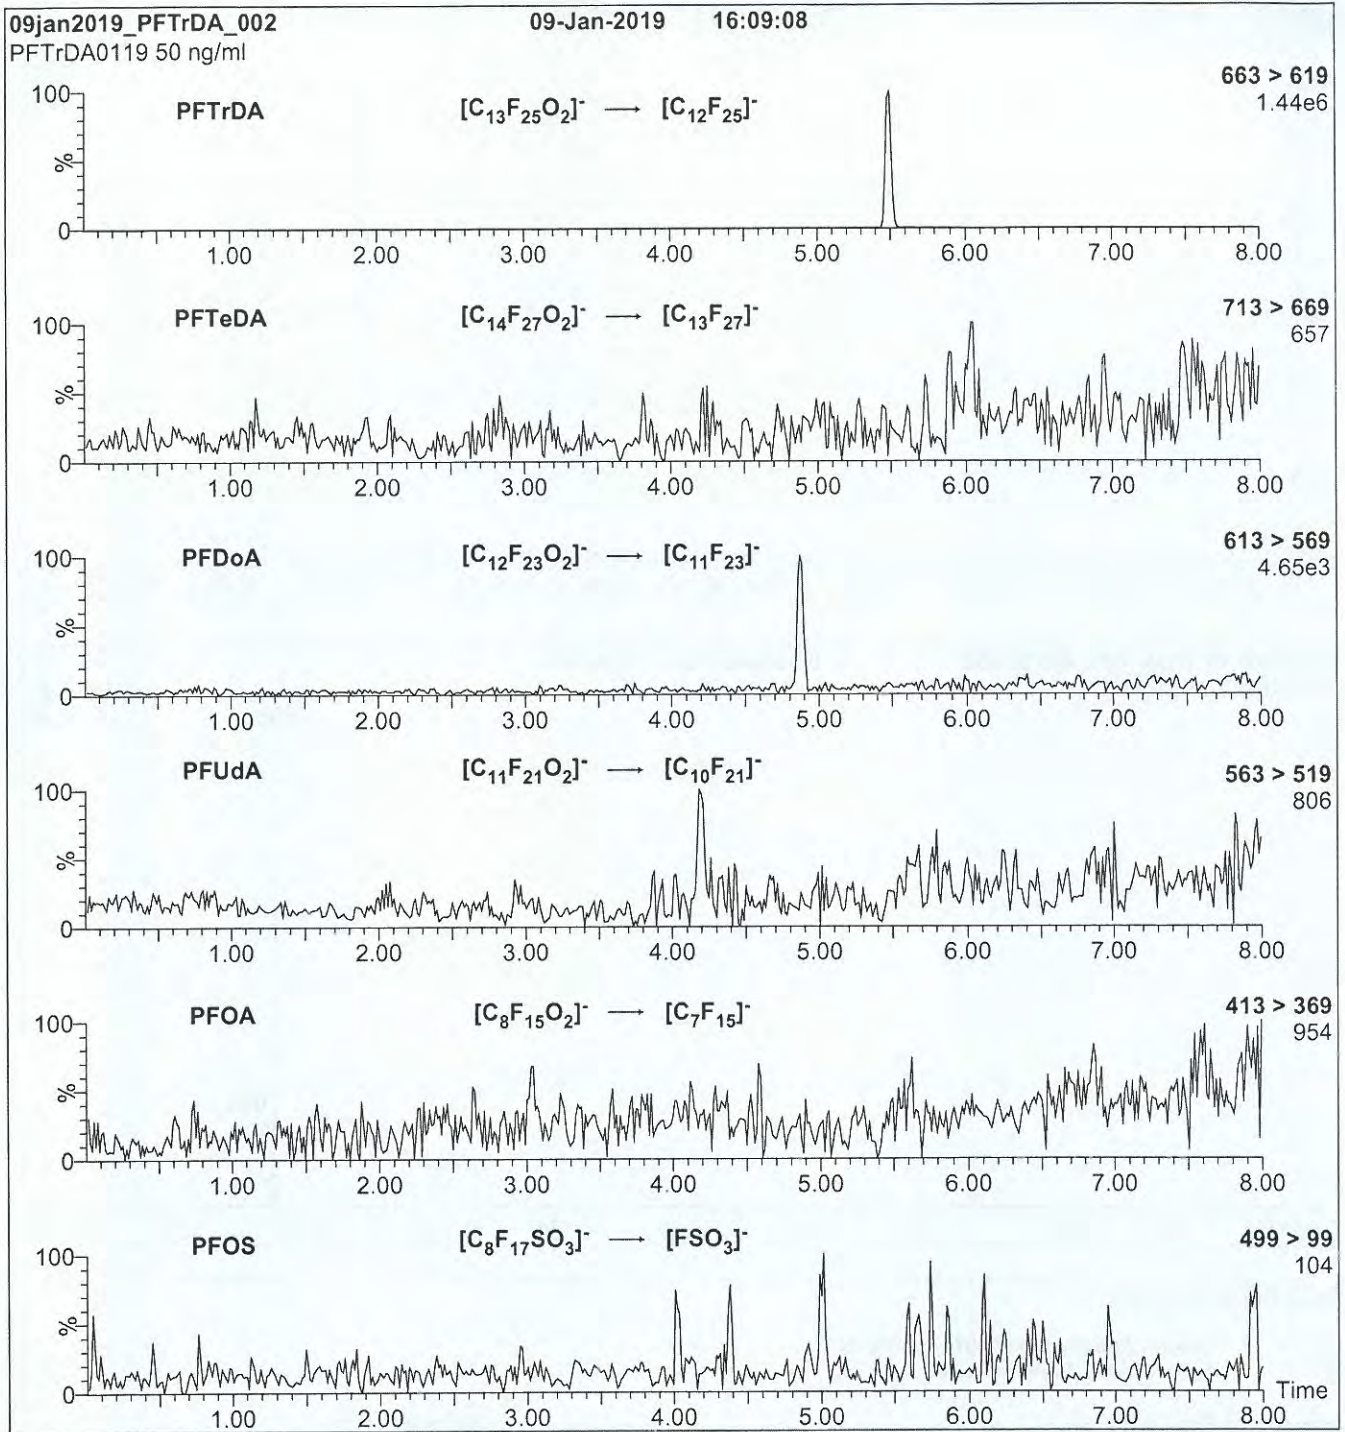 09jan2019_PFTrDA_002 09-Jan-2019 16:09:08
PFTrDA0119 50 ng/ml
663 > 619
1.44e6
PFTrDA [C13F25O2]- → [C12F25]-
100
%
0
1.00 2.00 3.00 4.00 5.00 6.00 7.00 8.00
713 > 669
657
PFTeDA [C14F27O2]- → [C13F27]-
100
%
0
1.00 2.00 3.00 4.00 5.00 6.00 7.00 8.00
613 > 569
4.65e3
PFDoA [C12F23O2]- → [C11F23]-
100
%
0
1.00 2.00 3.00 4.00 5.00 6.00 7.00 8.00
563 > 519
806
PFUdA [C11F21O2]- → [C10F21]-
100
%
0
1.00 2.00 3.00 4.00 5.00 6.00 7.00 8.00
413 > 369
954
PFOA [C8F15O2]- → [C7F15]-
100
%
0
1.00 2.00 3.00 4.00 5.00 6.00 7.00 8.00
499 > 99
104
PFOS [C8F17SO3]- → [FSO3]-
100
%
0
Time
1.00 2.00 3.00 4.00 5.00 6.00 7.00 8.00